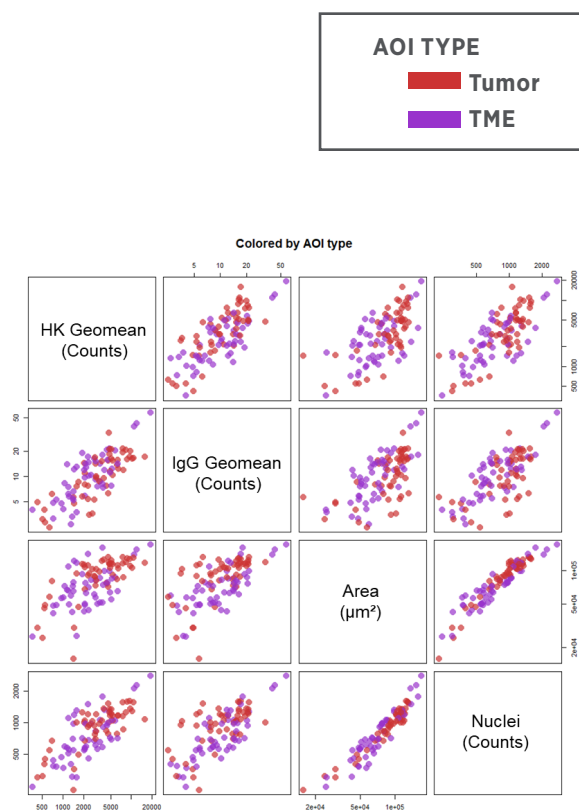 AOI TYPE
Tumor
TME
Colored by AOI type
5 10 20 50
500 1000 2000
HK Geomean
(Counts)
20000
5000
1000
500
50
20
10
5
IgG Geomean
(Counts)
Area
(µm²)
1e+05
5e+04
2e+04
2000
1000
500
Nuclei
(Counts)
500 1000 2000 5000 20000
2e+04 5e+04 1e+05